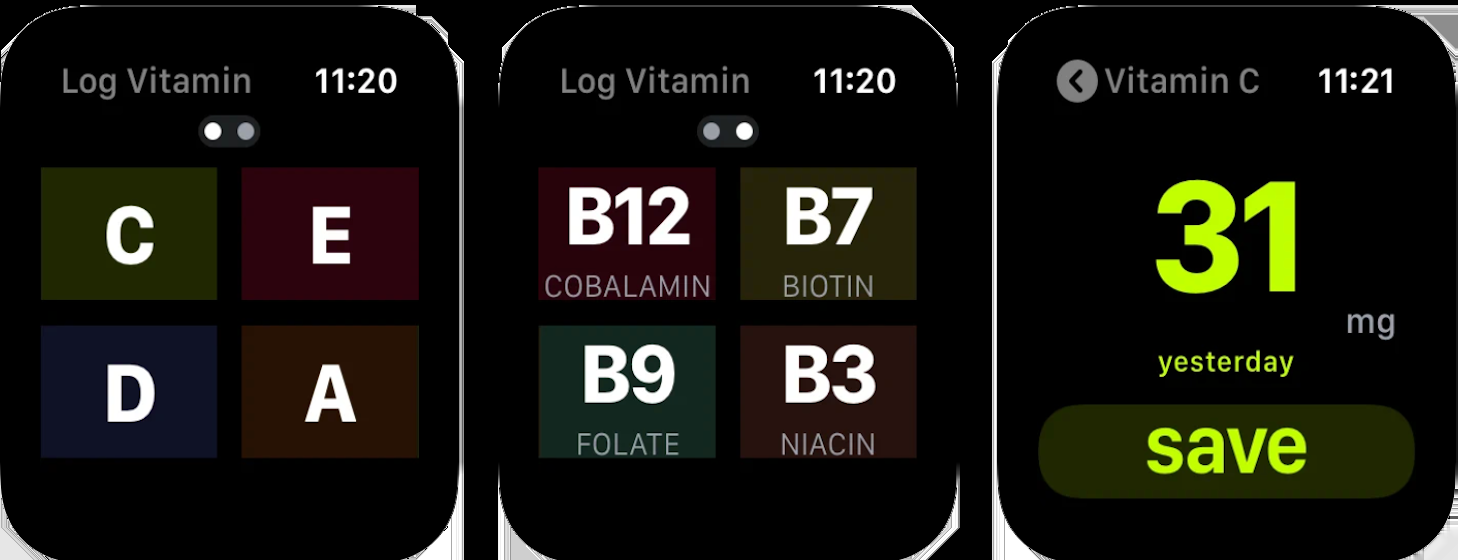 Log Vitamin 11:20
C E
D A
Log Vitamin 11:20
B12 B7
COBALAMIN BIOTIN
B9 B3
FOLATE NIACIN
Vitamin C 11:21
31
mg
yesterday
save